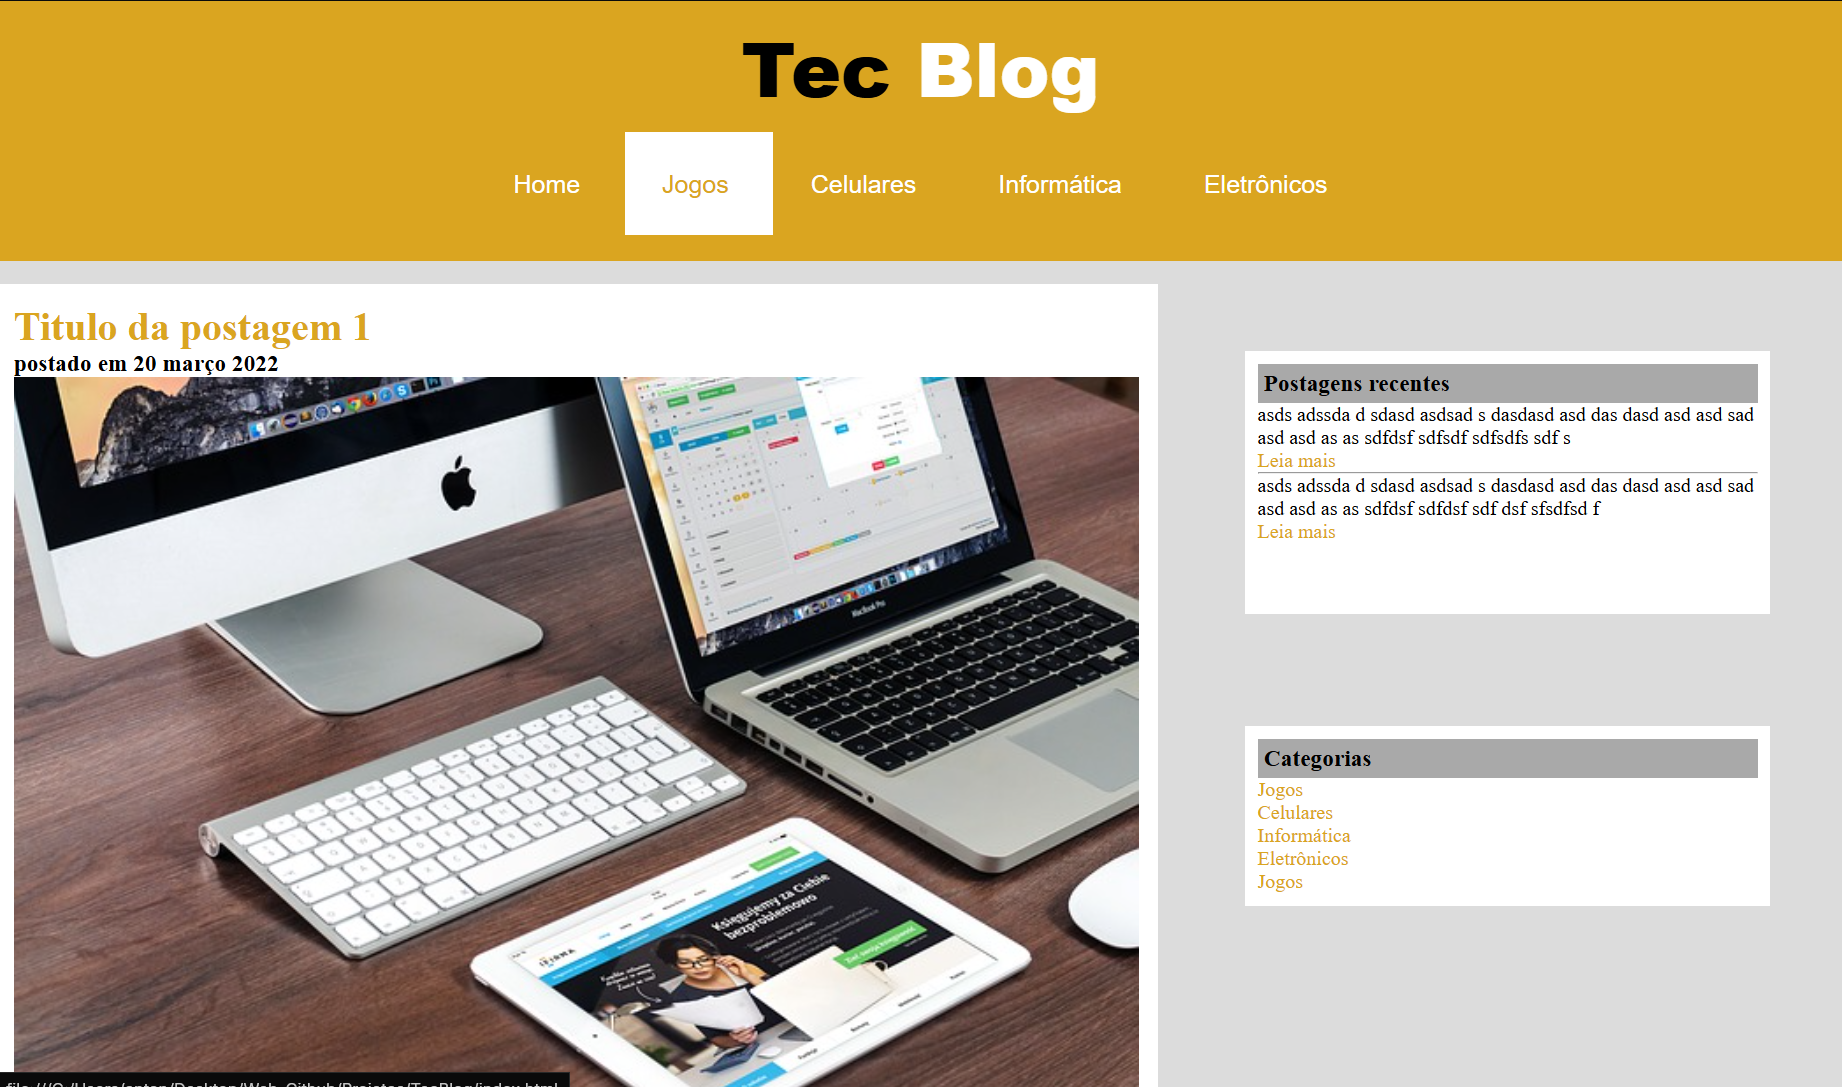 Tec Blog
Home Jogos Celulares Informática Eletrônicos
Titulo da postagem 1
postado em 20 março 2022
MacBook Pro
IFIRMA
Księgujemy za Ciebie
bezproblemowo
Postagens recentes
asds adssda d sdasd asdsad s dasdasd asd das dasd asd asd sad
asd asd as as sdfdsf sdfsdf sdfsdfs sdf s
Leia mais
asds adssda d sdasd asdsad s dasdasd asd das dasd asd asd sad
asd asd as as sdfdsf sdfdsf sdf dsf sfsdfsd f
Leia mais
Categorias
Jogos
Celulares
Informática
Eletrônicos
Jogos